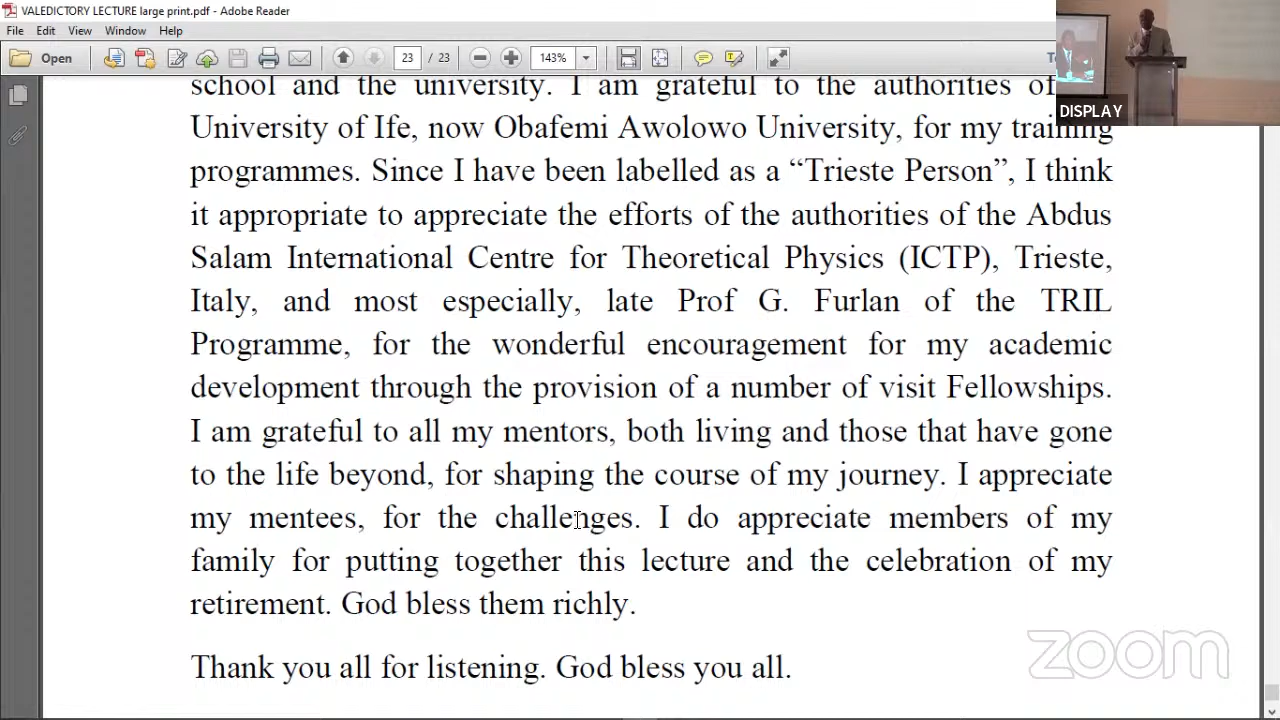 VALEDICTORY LECTURE large print.pdf - Adobe Reader
File Edit View Window Help
Open 23 / 23 143%
DISPLAY
school and the university. I am grateful to the authorities of
University of Ife, now Obafemi Awolowo University, for my training
programmes. Since I have been labelled as a “Trieste Person”, I think
it appropriate to appreciate the efforts of the authorities of the Abdus
Salam International Centre for Theoretical Physics (ICTP), Trieste,
Italy, and most especially, late Prof G. Furlan of the TRIL
Programme, for the wonderful encouragement for my academic
development through the provision of a number of visit Fellowships.
I am grateful to all my mentors, both living and those that have gone
to the life beyond, for shaping the course of my journey. I appreciate
my mentees, for the challenges. I do appreciate members of my
family for putting together this lecture and the celebration of my
retirement. God bless them richly.
Thank you all for listening. God bless you all.
zoom